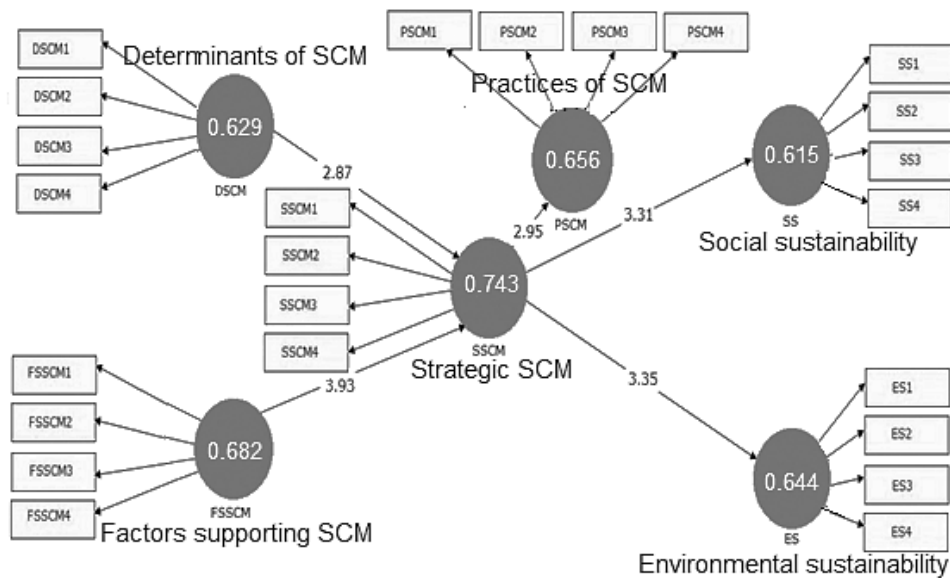 DSCM1
DSCM2
DSCM3
DSCM4
Determinants of SCM
0.629
DSCM
2.87
PSCM1
PSCM2
PSCM3
PSCM4
Practices of SCM
0.656
PSCM
2.95
SS1
SS2
SS3
SS4
0.615
SS
Social sustainability
3.31
SSCM1
SSCM2
SSCM3
SSCM4
0.743
SSCM
Strategic SCM
3.93
3.35
FSSCM1
FSSCM2
FSSCM3
FSSCM4
0.682
FSSCM
Factors supporting SCM
ES1
ES2
ES3
ES4
0.644
ES
Environmental sustainability